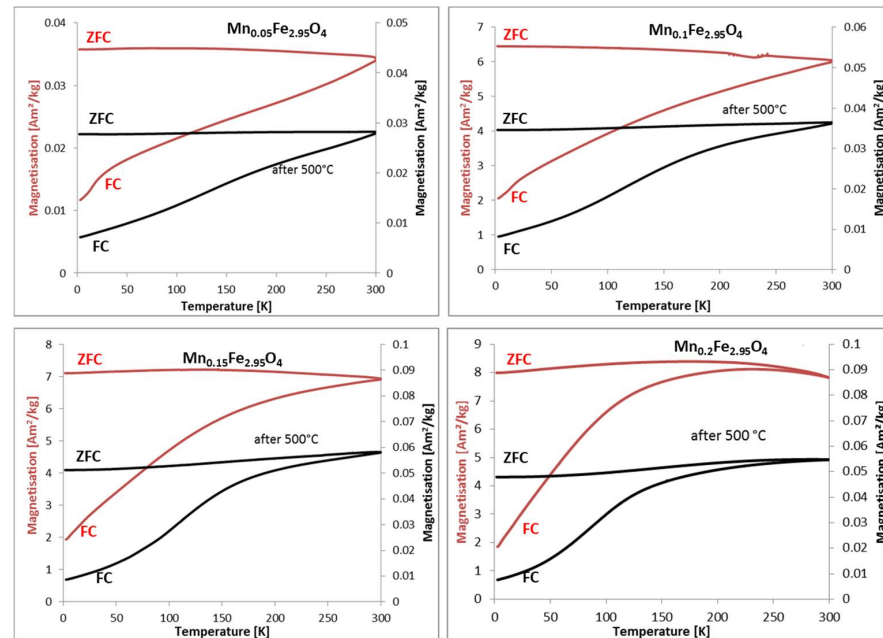 Mn0.05Fe2.95O4
Magnetisation [Am²/kg]
0.04
0.03
0.02
0.01
0
0.05
0.04
0.03
0.02
0.01
0
Magnetisation [Am²/kg]
ZFC
ZFC
FC
FC
after 500°C
0 50 100 150 200 250 300
Temperature [K]
Mn0.1Fe2.95O4
Magnetisation [Am²/kg]
7
6
5
4
3
2
1
0
0.06
0.05
0.04
0.03
0.02
0.01
0
Magnetisation [Am²/kg]
ZFC
ZFC
FC
FC
after 500°C
0 50 100 150 200 250 300
Temperature [K]
Mn0.15Fe2.95O4
Magnetisation [Am²/kg]
8
7
6
5
4
3
2
1
0
0.1
0.09
0.08
0.07
0.06
0.05
0.04
0.03
0.02
0.01
0
Magnetisation [Am²/kg]
ZFC
ZFC
FC
FC
after 500°C
0 50 100 150 200 250 300
Temperature [K]
Mn0.2Fe2.95O4
Magnetisation [Am²/kg]
9
8
7
6
5
4
3
2
1
0
0.1
0.09
0.08
0.07
0.06
0.05
0.04
0.03
0.02
0.01
0
Magnetisation [Am²/kg]
ZFC
ZFC
FC
FC
after 500 °C
0 50 100 150 200 250 300
Temperature [K]